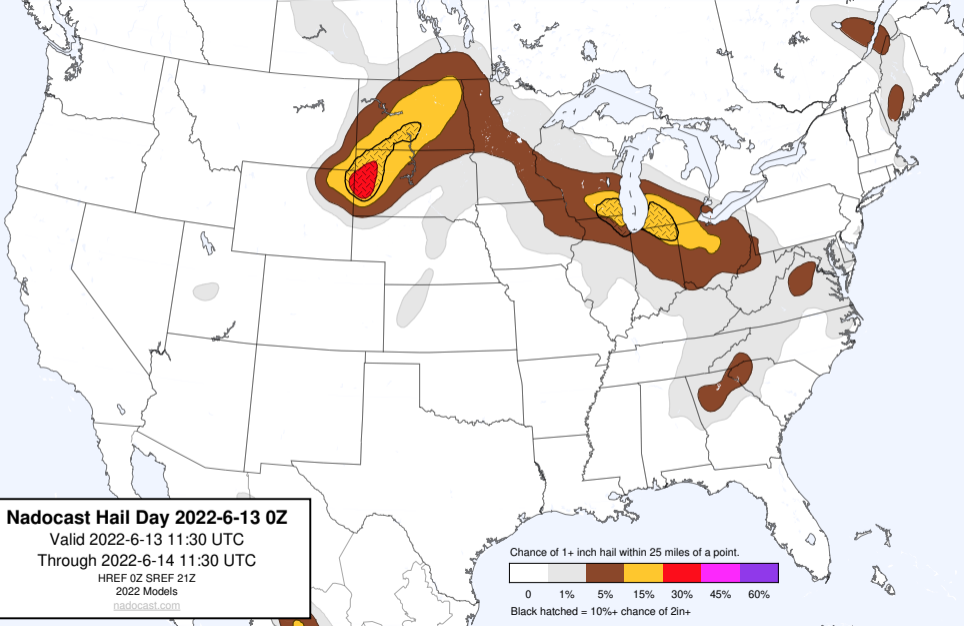 Nadocast Hail Day 2022-6-13 0Z
Valid 2022-6-13 11:30 UTC
Through 2022-6-14 11:30 UTC
HREF 0Z SREF 21Z
2022 Models
nadocast.com
Chance of 1+ inch hail within 25 miles of a point.
0 1% 5% 15% 30% 45% 60%
Black hatched = 10%+ chance of 2in+